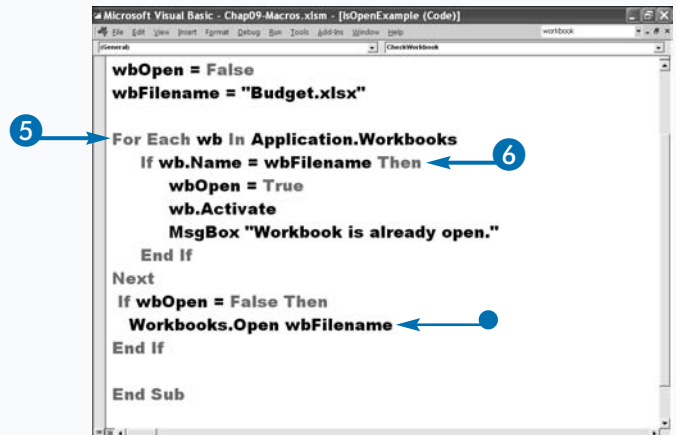 Microsoft Visual Basic - Chap09-Macros.xlsm - [IsOpenExample (Code)]
File Edit View Insert Format Debug Run Tools Add-Ins Window Help workbook
(General) CheckWorkbook
wbOpen = False
wbFilename = "Budget.xlsx"
5 For Each wb In Application.Workbooks
If wb.Name = wbFilename Then 6
wbOpen = True
wb.Activate
MsgBox "Workbook is already open."
End If
Next
If wbOpen = False Then
Workbooks.Open wbFilename
End If
End Sub